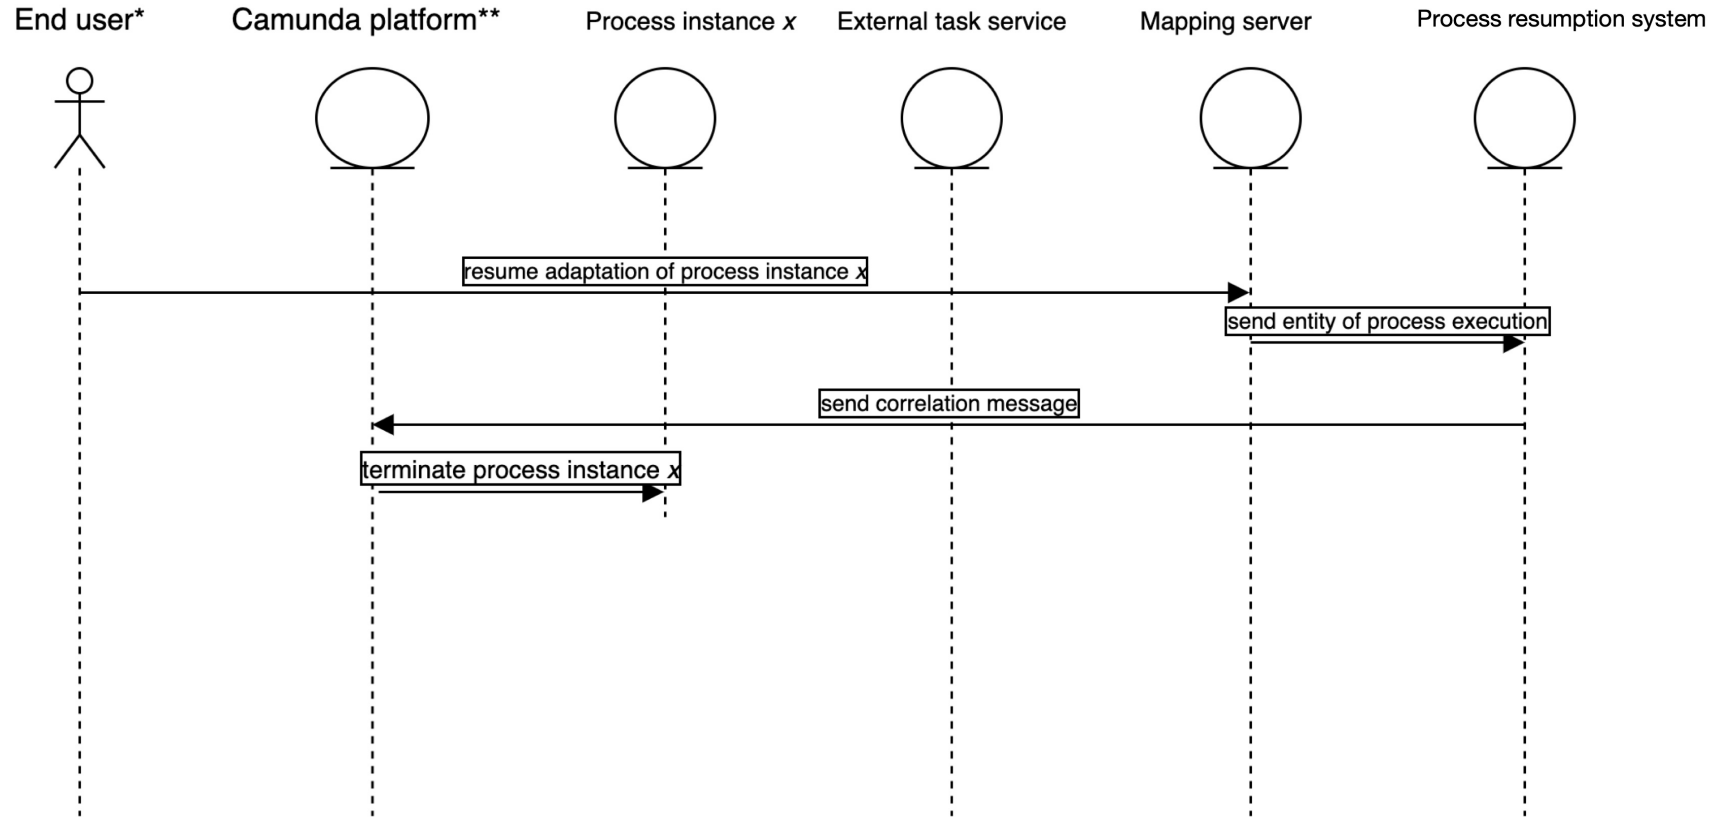 End user*
Camunda platform**
Process instance x
External task service
Mapping server
Process resumption system
resume adaptation of process instance x
send entity of process execution
send correlation message
terminate process instance x